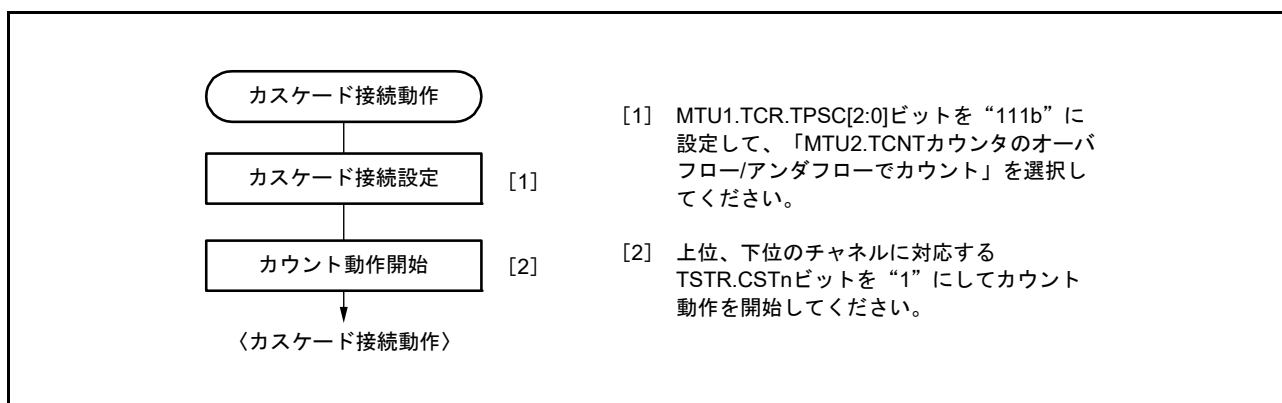 カスケード接続動作
カスケード接続設定
[1]
カウント動作開始
[2]
〈カスケード接続動作〉
[1] MTU1.TCR.TPSC[2:0]ビットを“111b”に
設定して、「MTU2.TCNTカウンタのオーバ
フロー/アンダフローでカウント」を選択し
てください。
[2] 上位、下位のチャネルに対応する
TSTR.CSTnビットを“1”にしてカウント
動作を開始してください。